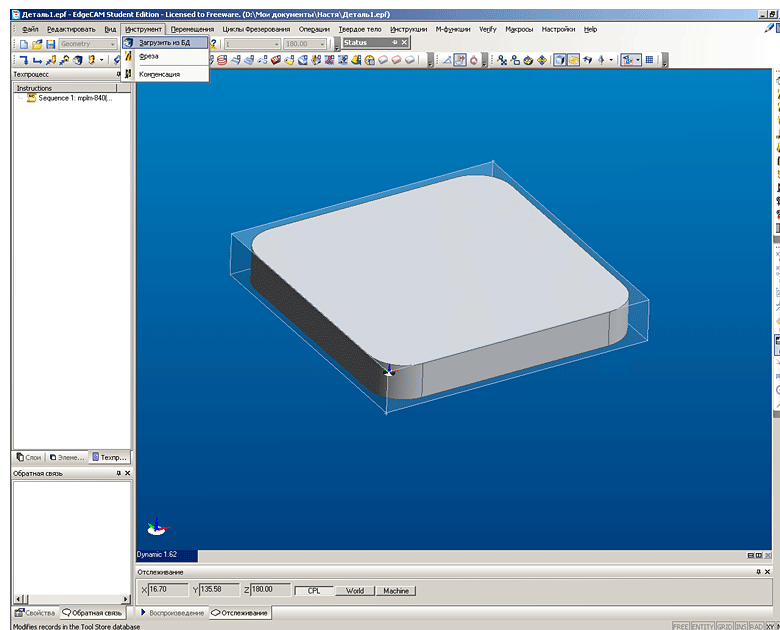 Деталь1.epf - EdgeCAM Student Edition - Licensed to Freeware. (D:\Мои документы\Настя\Деталь1.epf)
Файл Редактировать Вид Инструмент Перемещения Циклы Фрезерования Операции Твердое тело Инструкции М-функции Verify Макросы Настройки Help
Geometry 1 180.00 Status
Загрузить из БД
Фреза
Компенсация
Техпроцесс
Instructions
Sequence 1: mplm-840(...
Слои Элеме... Техпр...
Обратная связь
Dynamic 1.62
Отслеживание
X 16.70 Y 135.58 Z 180.00 CPL World Machine
Свойства Обратная связь Воспроизведение Отслеживание
Modifies records in the Tool Store database FREE ENTITY GRID INS RAD XY